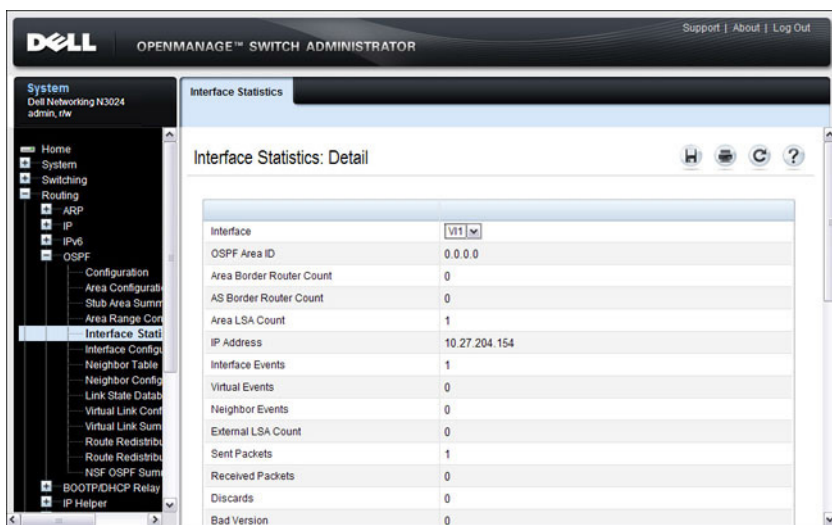 Support | About | Log Out
DELL OPENMANAGE™ SWITCH ADMINISTRATOR
System
Dell Networking N3024
admin, r/w
Home
System
Switching
Routing
ARP
IP
IPv6
OSPF
Configuration
Area Configurati
Stub Area Summ
Area Range Con
Interface Stati
Interface Configu
Neighbor Table
Neighbor Config
Link State Datab
Virtual Link Conf
Virtual Link Sum
Route Redistribu
Route Redistribu
NSF OSPF Sum
BOOTP/DHCP Relay
IP Helper
Interface Statistics
Interface Statistics: Detail
Interface Vl1
OSPF Area ID 0.0.0.0
Area Border Router Count 0
AS Border Router Count 0
Area LSA Count 1
IP Address 10.27.204.154
Interface Events 1
Virtual Events 0
Neighbor Events 0
External LSA Count 0
Sent Packets 1
Received Packets 0
Discards 0
Bad Version 0